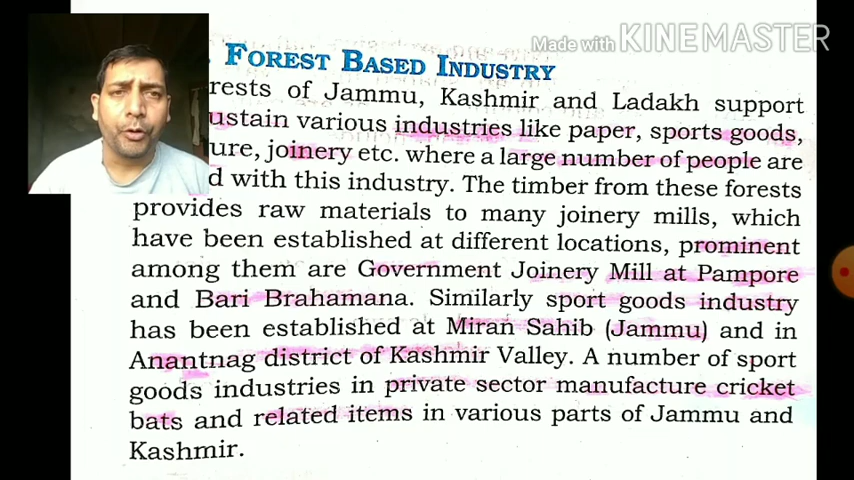 Made with KINEMASTER
. FOREST BASED INDUSTRY
rests of Jammu, Kashmir and Ladakh support
ustain various industries like paper, sports goods,
ure, joinery etc. where a large number of people are
d with this industry. The timber from these forests
provides raw materials to many joinery mills, which
have been established at different locations, prominent
among them are Government Joinery Mill at Pampore
and Bari Brahamana. Similarly sport goods industry
has been established at Miran Sahib (Jammu) and in
Anantnag district of Kashmir Valley. A number of sport
goods industries in private sector manufacture cricket
bats and related items in various parts of Jammu and
Kashmir.